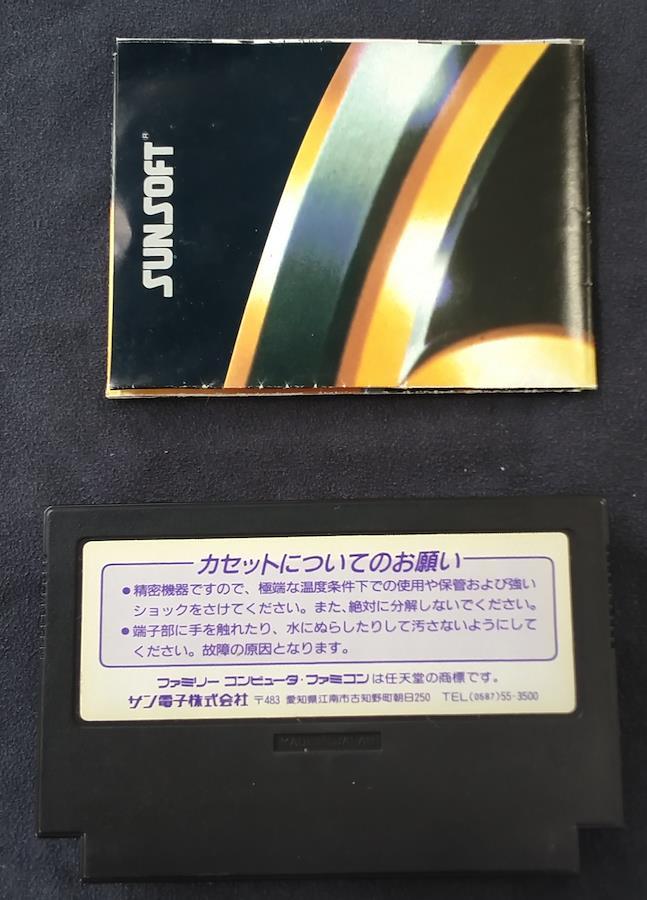 SUNSOFT®
カセットについてのお願い
●精密機器ですので、極端な温度条件下での使用や保管および強い
ショックをさけてください。また、絶対に分解しないでください。
●端子部に手を触れたり、水にぬらしたりして汚さないようにして
ください。故障の原因となります。
ファミリー コンピュータ・ファミコンは任天堂の商標です。
サン電子株式会社 〒483 愛知県江南市古知野町朝日250 TEL(0587)55-3500
MADE IN JAPAN